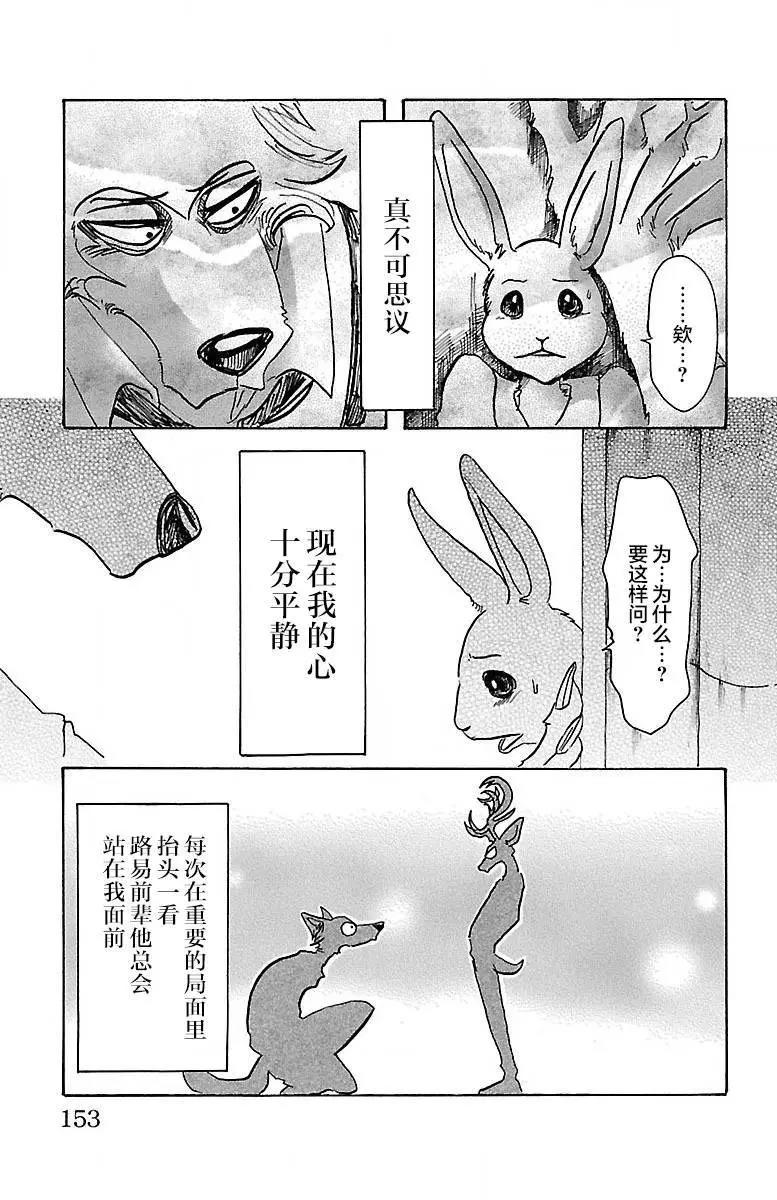 ……欸…?
真不可思议
为…为什么…?
要这样问?
现在我的心
十分平静
每次在重要的局面里
抬头一看
路易前辈他总会
站在我面前
153